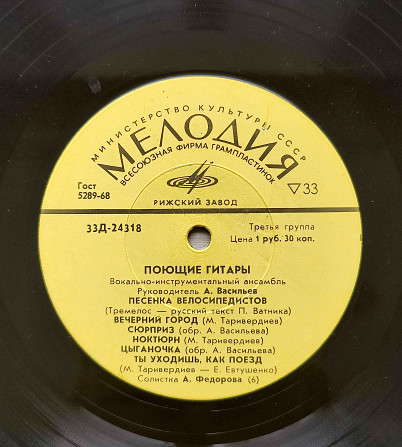 МИНИСТЕРСТВО КУЛЬТУРЫ СССР
МЕЛОДИЯ
ВСЕСОЮЗНАЯ ФИРМА ГРАМПЛАСТИНОК
Гост
5289-68
▽33
РИЖСКИЙ ЗАВОД
33Д-24318
Третья группа
Цена 1 руб. 30 коп.
ПОЮЩИЕ ГИТАРЫ
Вокально-инструментальный ансамбль
Руководитель А. Васильев
ПЕСЕНКА ВЕЛОСИПЕДИСТОВ
(Тремелос — русский текст П. Ватника)
ВЕЧЕРНИЙ ГОРОД (М. Таривердиев)
СЮРПРИЗ (обр. А. Васильева)
НОКТЮРН (М. Таривердиев)
ЦЫГАНОЧКА (обр. А. Васильева)
ТЫ УХОДИШЬ, КАК ПОЕЗД
(М. Таривердиев — Е. Евтушенко)
Солистка А. Федорова (6)